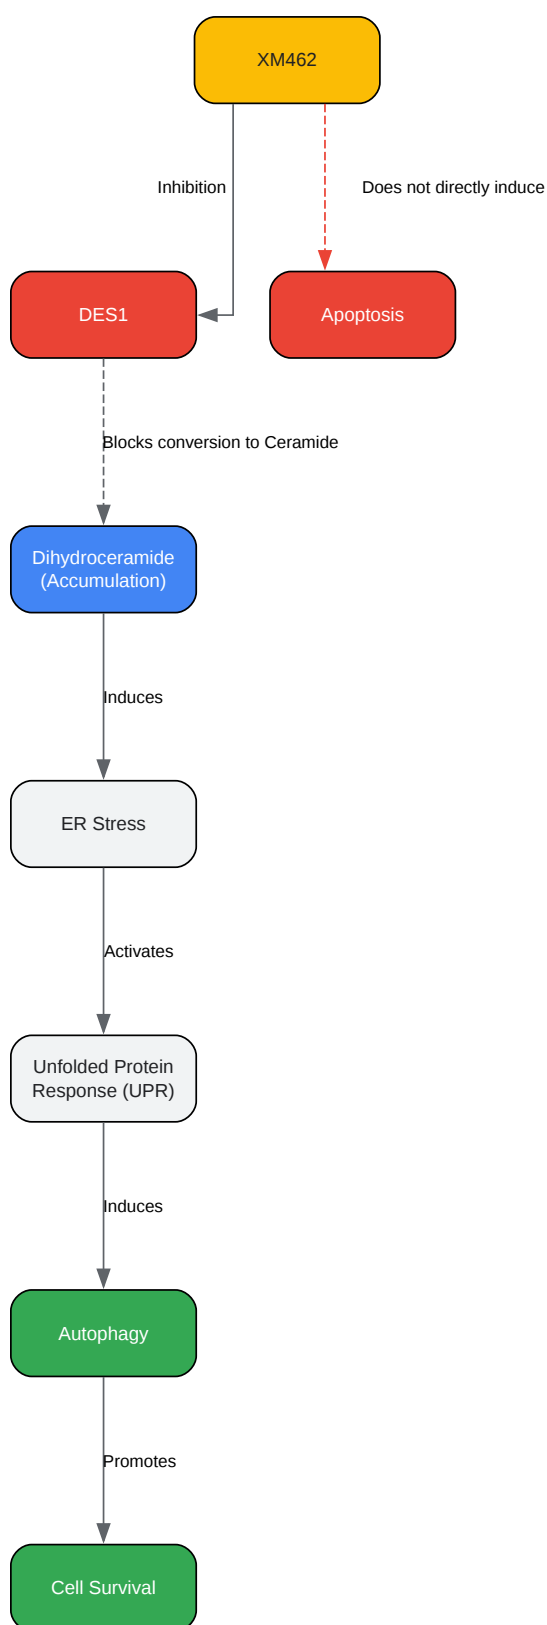 XM462
Inhibition
Does not directly induce
DES1
Apoptosis
Blocks conversion to Ceramide
Dihydroceramide
(Accumulation)
Induces
ER Stress
Activates
Unfolded Protein
Response (UPR)
Induces
Autophagy
Promotes
Cell Survival